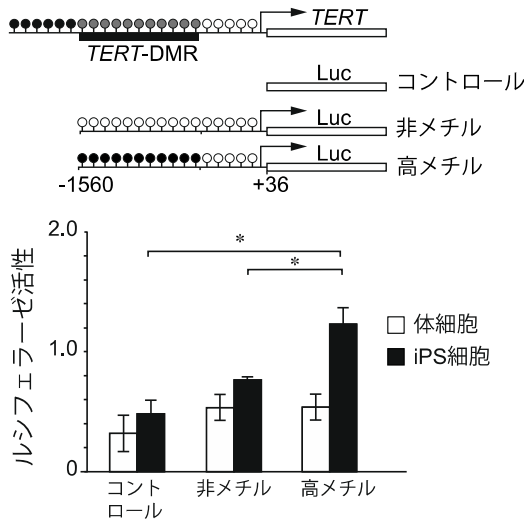 TERT
TERT-DMR
Luc
コントロール
Luc
非メチル
Luc
高メチル
-1560
+36
ルシフェラーゼ活性
2.0
*
*
1.0
0
体細胞
iPS細胞
コント
ロール
非メチル
高メチル